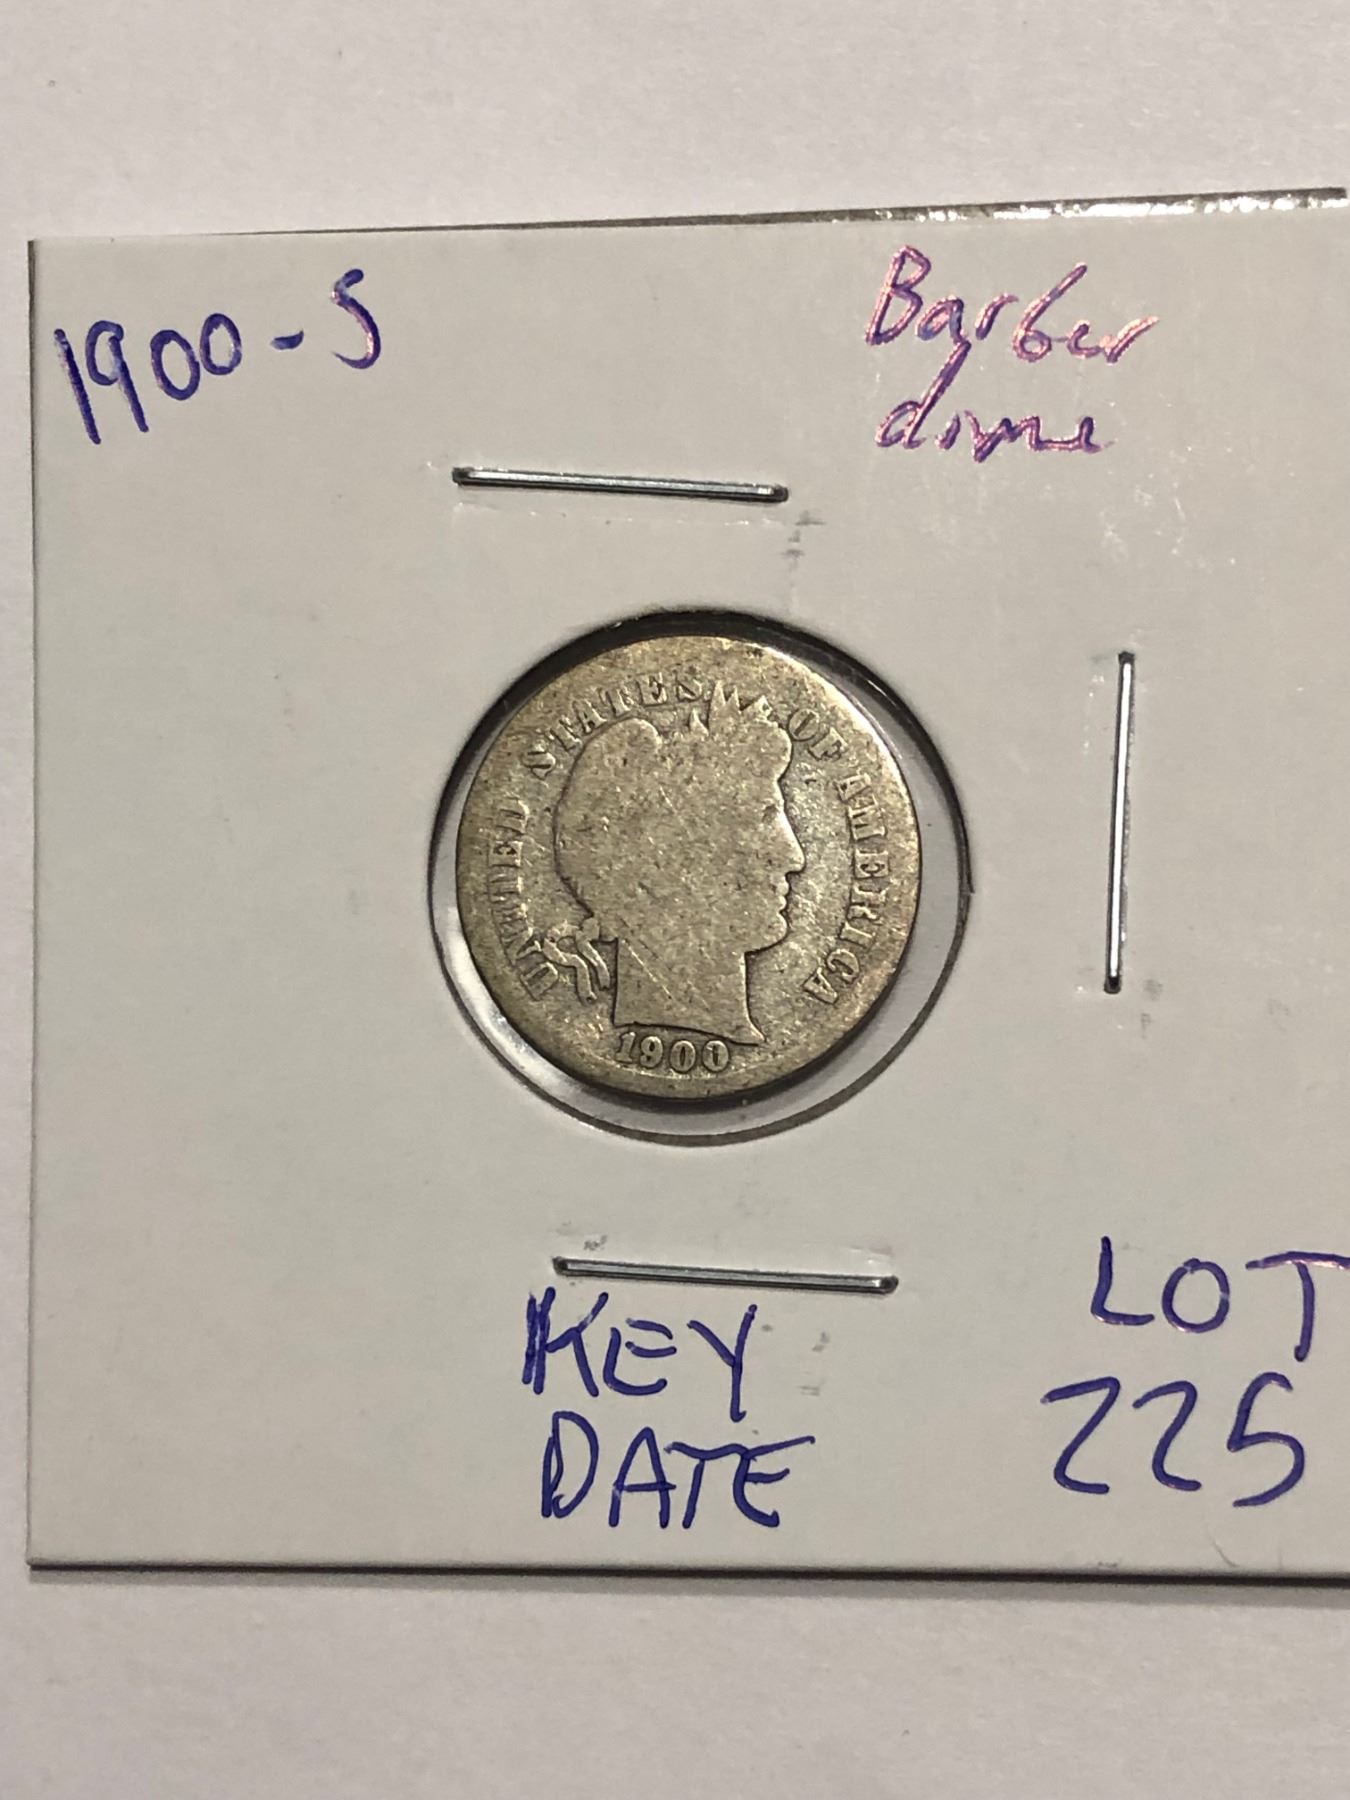 1900-S
Barber
dime
UNITED STATES OF AMERICA
1900
KEY
DATE
LOT
225